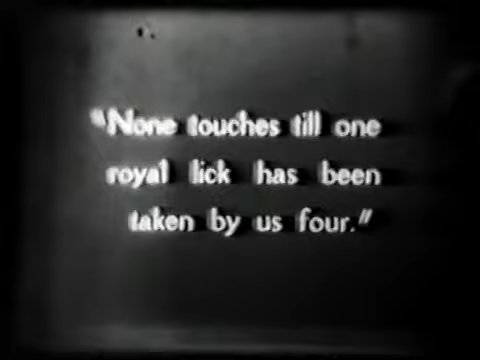 "None touches till one
royal lick has been
taken by us four."